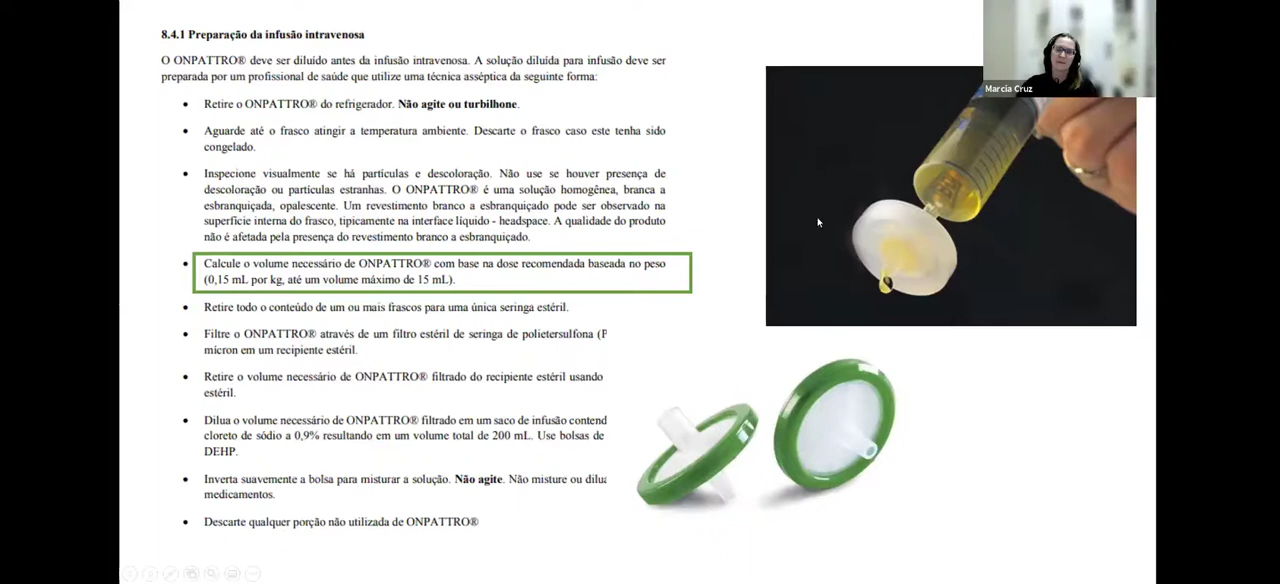 8.4.1 Preparação da infusão intravenosa
O ONPATTRO® deve ser diluído antes da infusão intravenosa. A solução diluída para infusão deve ser
preparada por um profissional de saúde que utilize uma técnica asséptica da seguinte forma:
• Retire o ONPATTRO® do refrigerador. Não agite ou turbilhone.
• Aguarde até o frasco atingir a temperatura ambiente. Descarte o frasco caso este tenha sido
congelado.
• Inspecione visualmente se há partículas e descoloração. Não use se houver presença de
descoloração ou partículas estranhas. O ONPATTRO® é uma solução homogênea, branca a
esbranquiçada, opalescente. Um revestimento branco a esbranquiçado pode ser observado na
superfície interna do frasco, tipicamente na interface líquido - headspace. A qualidade do produto
não é afetada pela presença do revestimento branco a esbranquiçado.
• Calcule o volume necessário de ONPATTRO® com base na dose recomendada baseada no peso
(0,15 mL por kg, até um volume máximo de 15 mL).
• Retire todo o conteúdo de um ou mais frascos para uma única seringa estéril.
• Filtre o ONPATTRO® através de um filtro estéril de seringa de polietersulfona (P
mícron em um recipiente estéril.
• Retire o volume necessário de ONPATTRO® filtrado do recipiente estéril usando
estéril.
• Dilua o volume necessário de ONPATTRO® filtrado em um saco de infusão contend
cloreto de sódio a 0,9% resultando em um volume total de 200 mL. Use bolsas de
DEHP.
• Inverta suavemente a bolsa para misturar a solução. Não agite. Não misture ou dilua
medicamentos.
• Descarte qualquer porção não utilizada de ONPATTRO®
Marcia Cruz